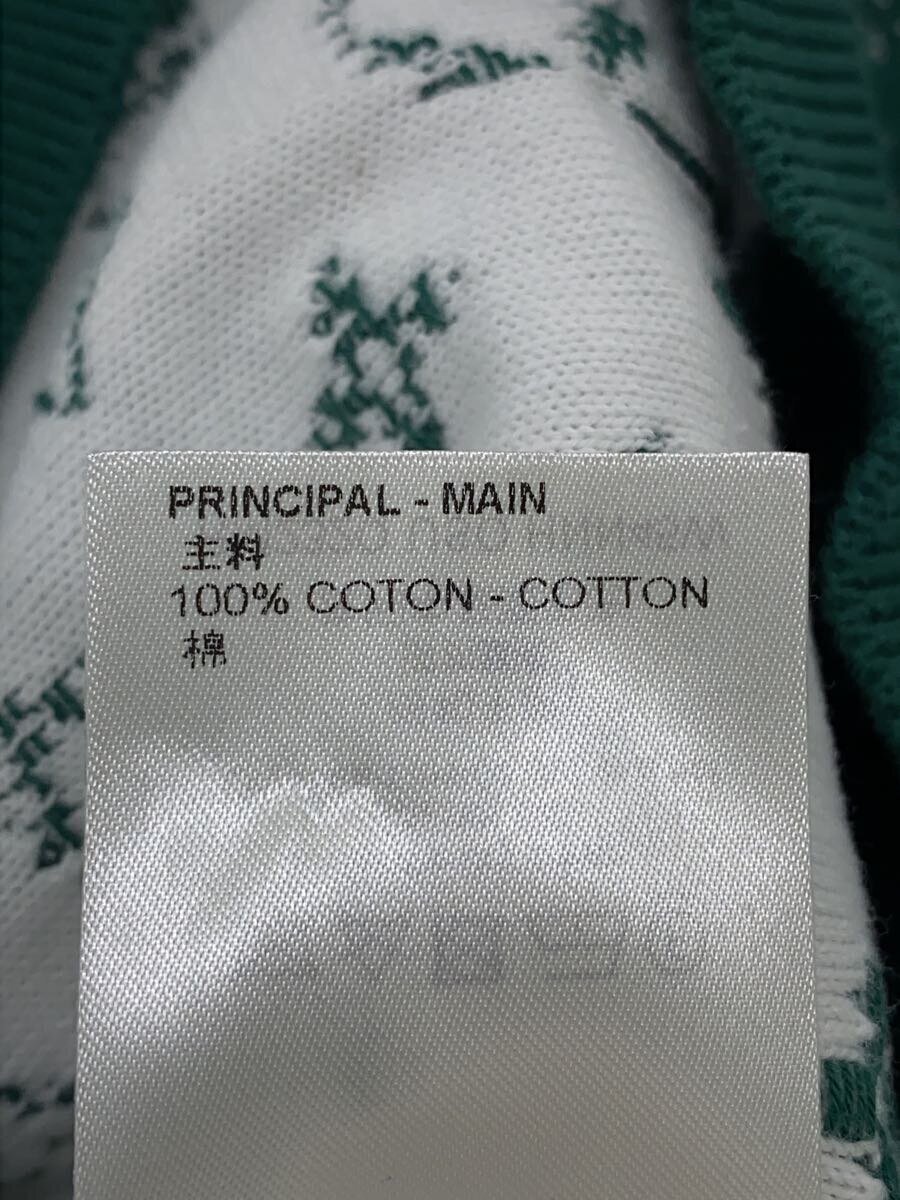 PRINCIPAL - MAIN
主料
100% COTON - COTTON
棉